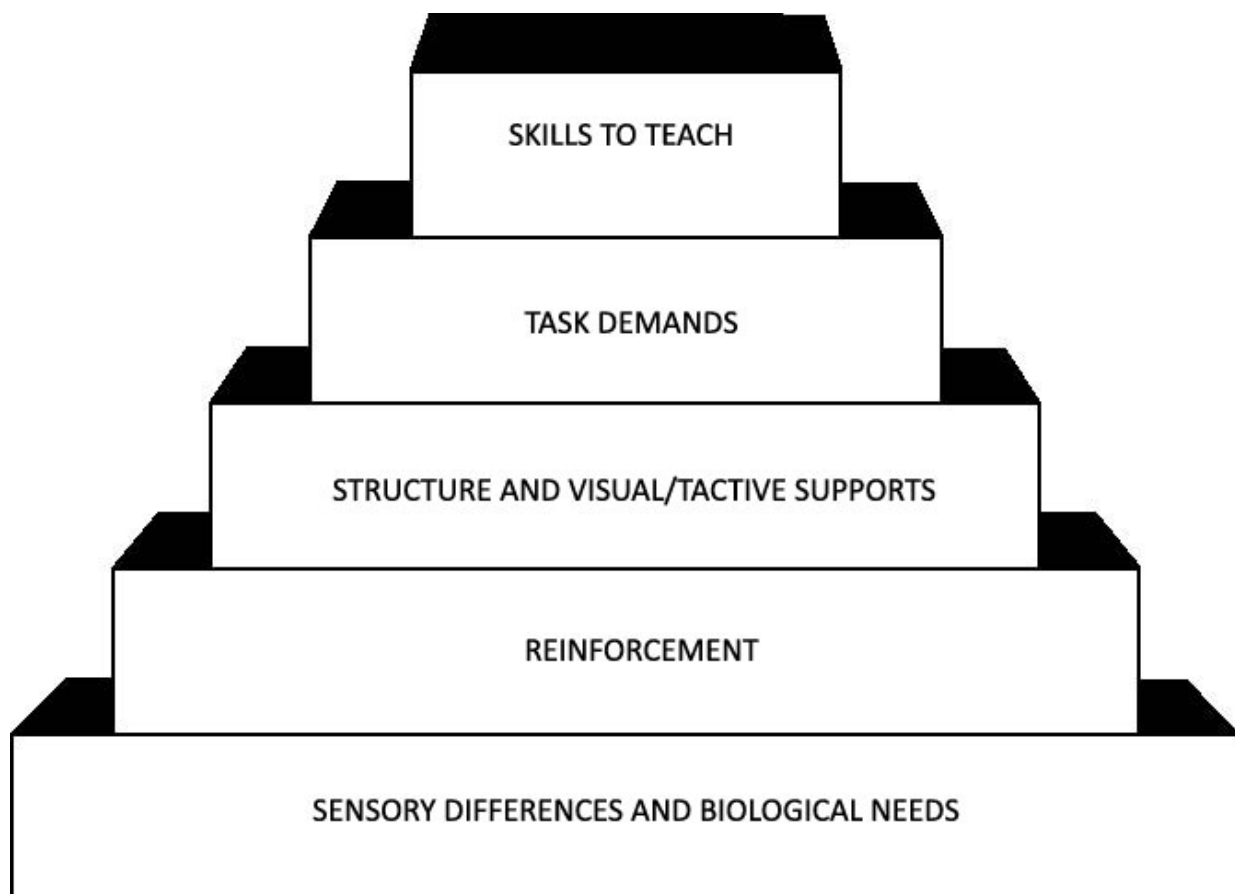 SKILLS TO TEACH
TASK DEMANDS
STRUCTURE AND VISUAL/TACTIVE SUPPORTS
REINFORCEMENT
SENSORY DIFFERENCES AND BIOLOGICAL NEEDS